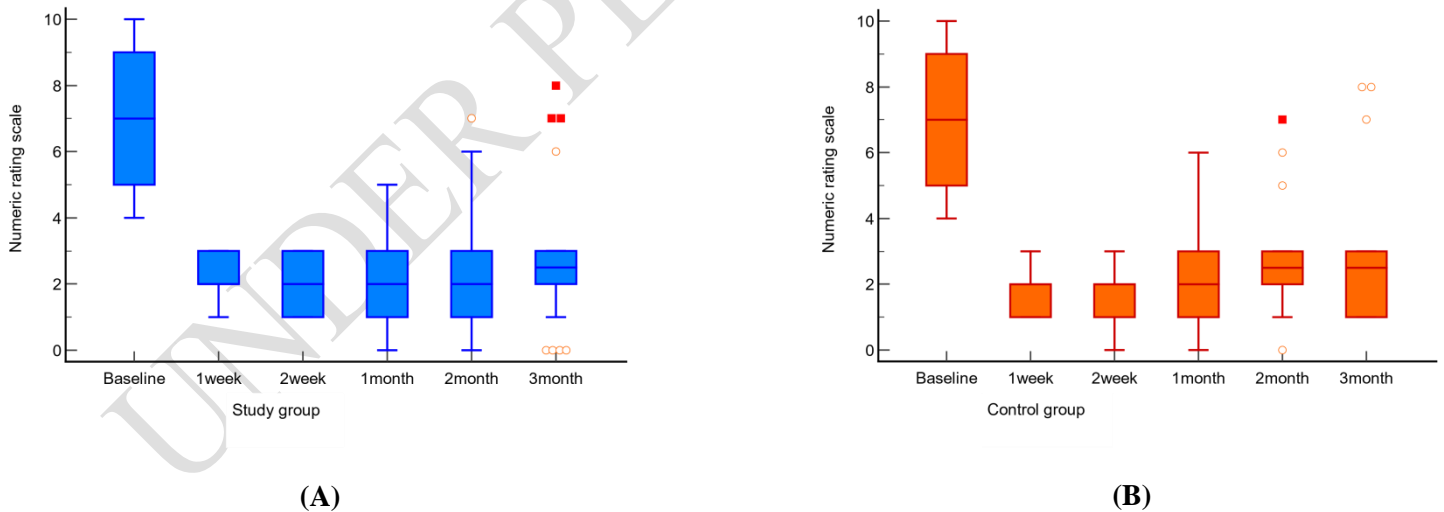 UNDER PE
Numeric rating scale
10
8
6
4
2
0
Baseline 1week 2week 1month 2month 3month
Study group
(A)
Numeric rating scale
10
8
6
4
2
0
Baseline 1week 2week 1month 2month 3month
Control group
(B)